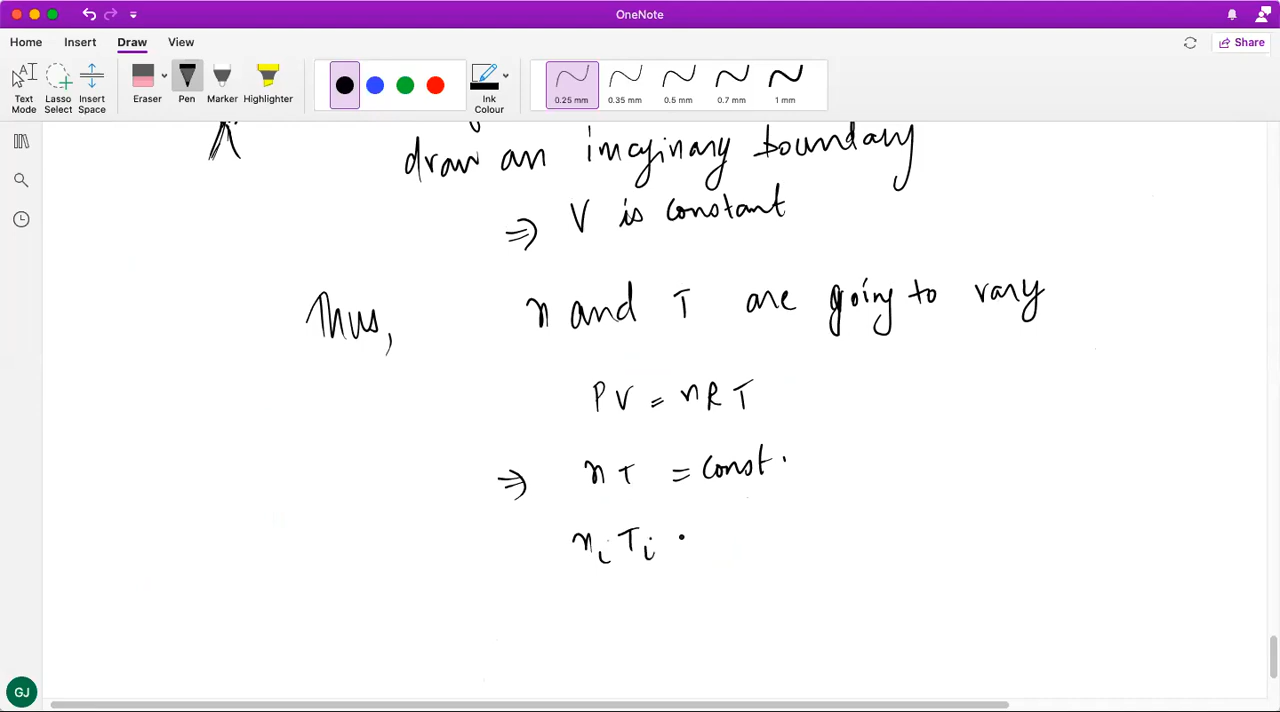 OneNote
Home Insert Draw View
Share
Text Mode
Lasso Select
Insert Space
Eraser
Pen
Marker
Highlighter
Ink Colour
0.25 mm 0.35 mm 0.5 mm 0.7 mm 1 mm
draw an imaginary boundary
⇒ V is constant
Thus, n and T are going to vary
PV = nRT
⇒ nT = const.
nᵢ Tᵢ
GJ